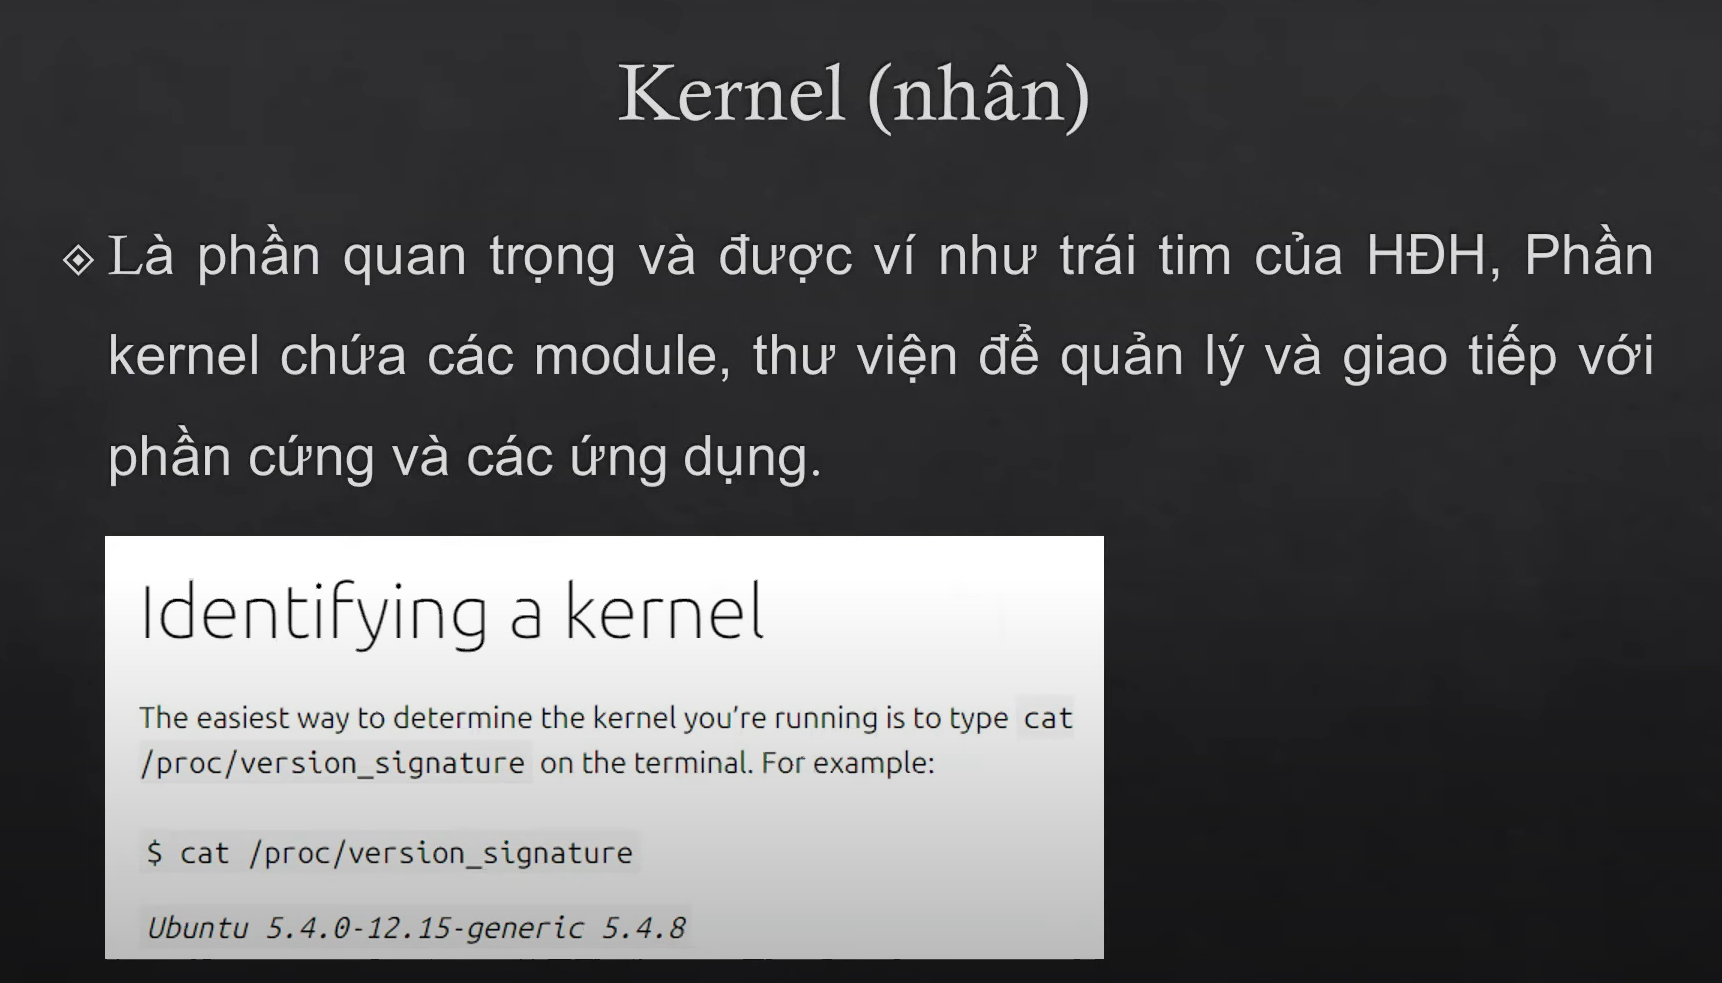 Kernel (nhân)
Là phần quan trọng và được ví như trái tim của HĐH, Phần
kernel chứa các module, thư viện để quản lý và giao tiếp với
phần cứng và các ứng dụng.
Identifying a kernel
The easiest way to determine the kernel you’re running is to type cat
/proc/version_signature on the terminal. For example:
$ cat /proc/version_signature
Ubuntu 5.4.0-12.15-generic 5.4.8